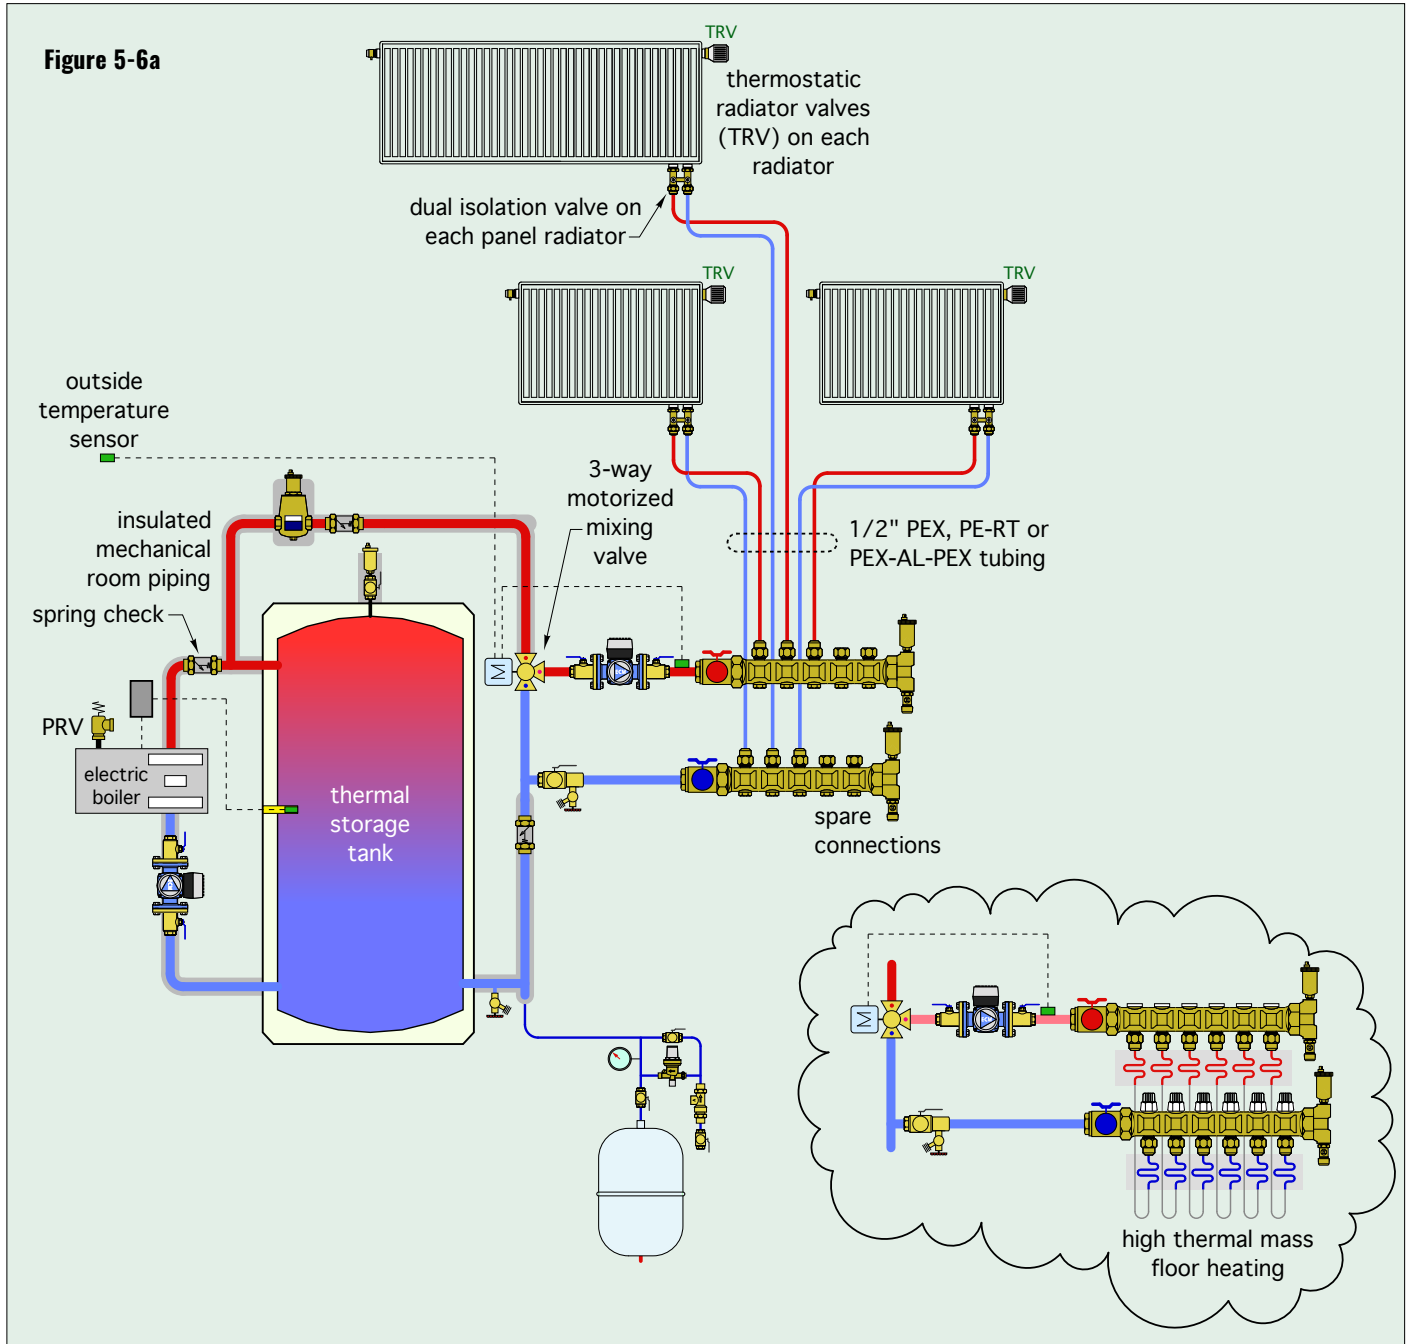 Figure 5-6a
TRV
thermostatic
radiator valves
(TRV) on each
radiator
dual isolation valve on
each panel radiator
TRV
TRV
outside
temperature
sensor
3-way
motorized
mixing
valve
insulated
mechanical
room piping
1/2" PEX, PE-RT or
PEX-AL-PEX tubing
spring check
M
PRV
electric
boiler
thermal
storage
tank
spare
connections
M
high thermal mass
floor heating